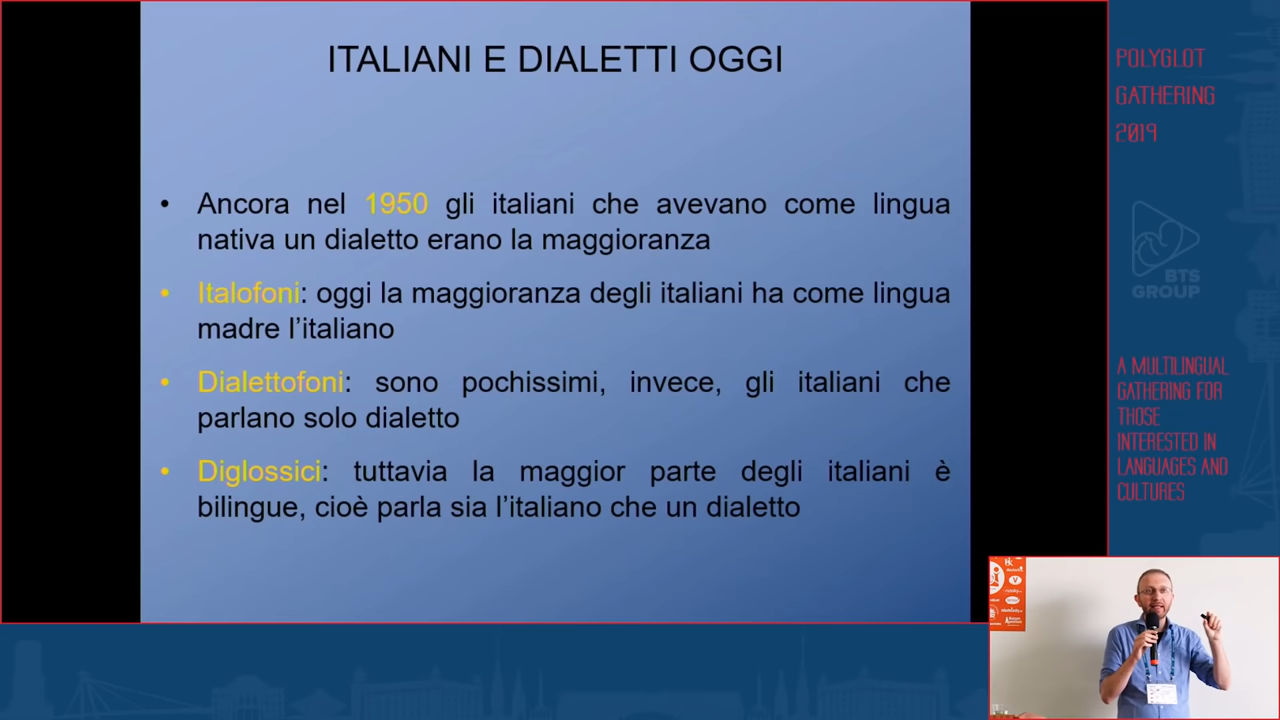 ITALIANI E DIALETTI OGGI
• Ancora nel 1950 gli italiani che avevano come lingua
nativa un dialetto erano la maggioranza
• Italofoni: oggi la maggioranza degli italiani ha come lingua
madre l’italiano
• Dialettofoni: sono pochissimi, invece, gli italiani che
parlano solo dialetto
• Diglossici: tuttavia la maggior parte degli italiani è
bilingue, cioè parla sia l’italiano che un dialetto
POLYGLOT
GATHERING
2019
BTS
GROUP
A MULTILINGUAL
GATHERING FOR
THOSE
INTERESTED IN
LANGUAGES AND
CULTURES